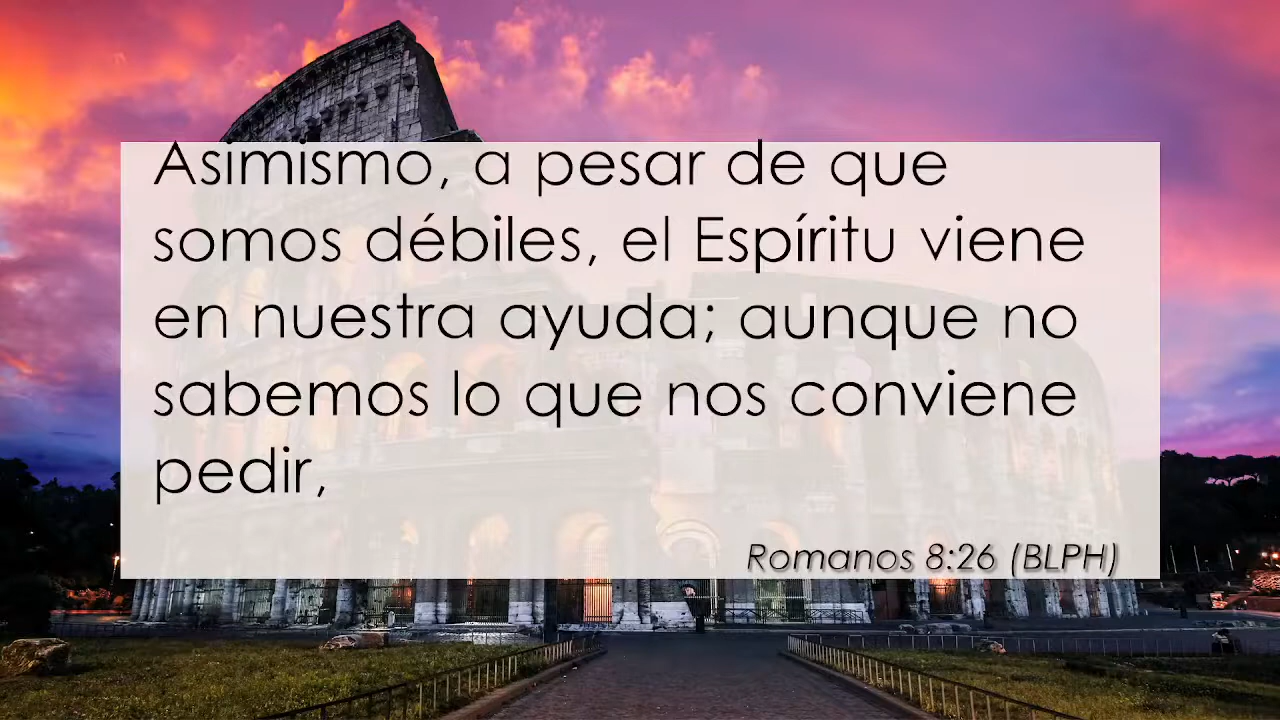 Asimismo, a pesar de que
somos débiles, el Espíritu viene
en nuestra ayuda; aunque no
sabemos lo que nos conviene
pedir,
Romanos 8:26 (BLPH)